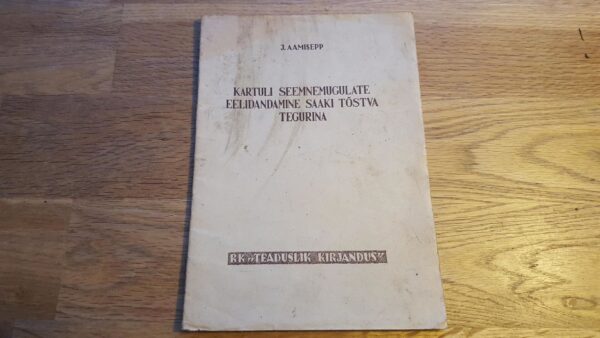 J. AAMISEPP
KARTULI SEEMNEMUGULATE
EELIDANDAMINE SAAKI TÕSTVA
TEGURINA
RK „TEADUSLIK KIRJANDUS”